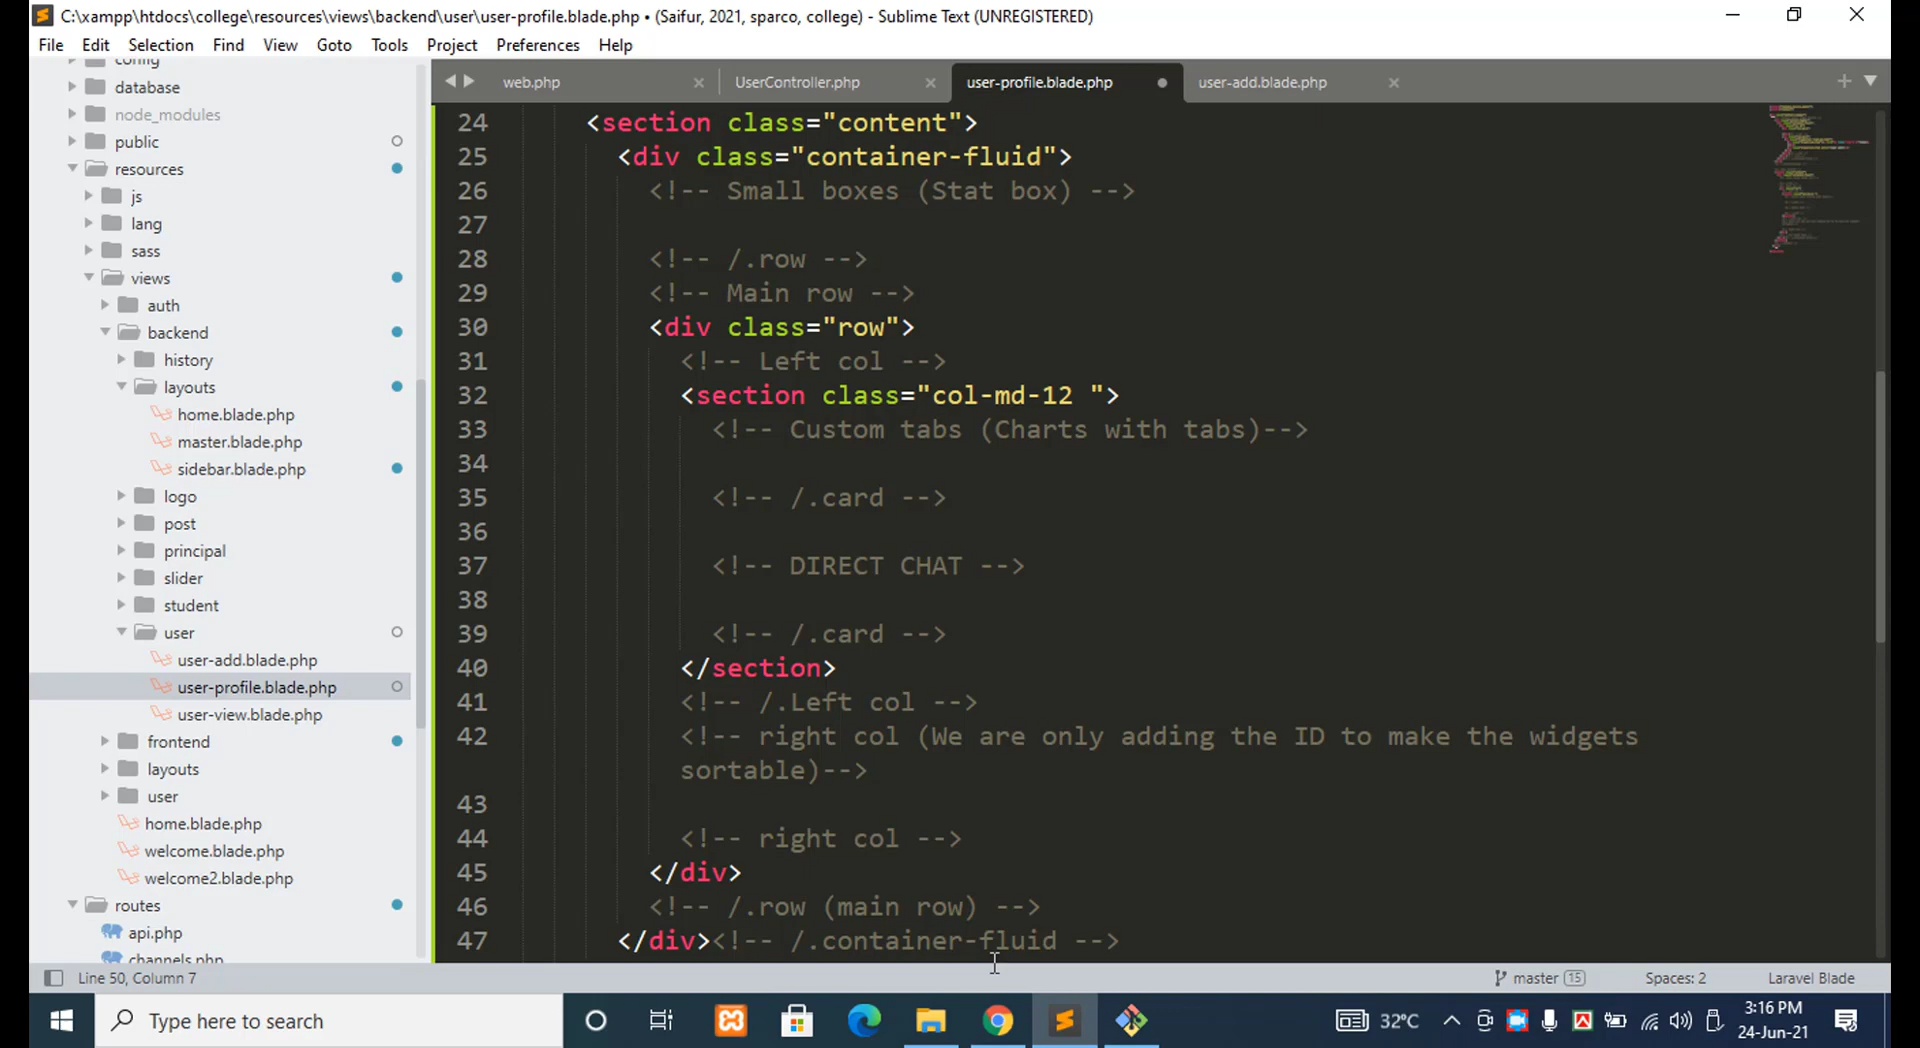 C:\xampp\htdocs\college\resources\views\backend\user\user-profile.blade.php • (Saifur, 2021, sparco, college) - Sublime Text (UNREGISTERED)
File Edit Selection Find View Goto Tools Project Preferences Help
config
database
node_modules
public
resources
js
lang
sass
views
auth
backend
history
layouts
home.blade.php
master.blade.php
sidebar.blade.php
logo
post
principal
slider
student
user
user-add.blade.php
user-profile.blade.php
user-view.blade.php
frontend
layouts
user
home.blade.php
welcome.blade.php
welcome2.blade.php
routes
api.php
channels.php
web.php UserController.php user-profile.blade.php user-add.blade.php
24 <section class="content">
25 <div class="container-fluid">
26 <!-- Small boxes (Stat box) -->
27
28 <!-- /.row -->
29 <!-- Main row -->
30 <div class="row">
31 <!-- Left col -->
32 <section class="col-md-12 ">
33 <!-- Custom tabs (Charts with tabs)-->
34
35 <!-- /.card -->
36
37 <!-- DIRECT CHAT -->
38
39 <!-- /.card -->
40 </section>
41 <!-- /.Left col -->
42 <!-- right col (We are only adding the ID to make the widgets
sortable)-->
43
44 <!-- right col -->
45 </div>
46 <!-- /.row (main row) -->
47 </div><!-- /.container-fluid -->
Line 50, Column 7 master 15 Spaces: 2 Laravel Blade
Type here to search 32°C 3:16 PM
24-Jun-21